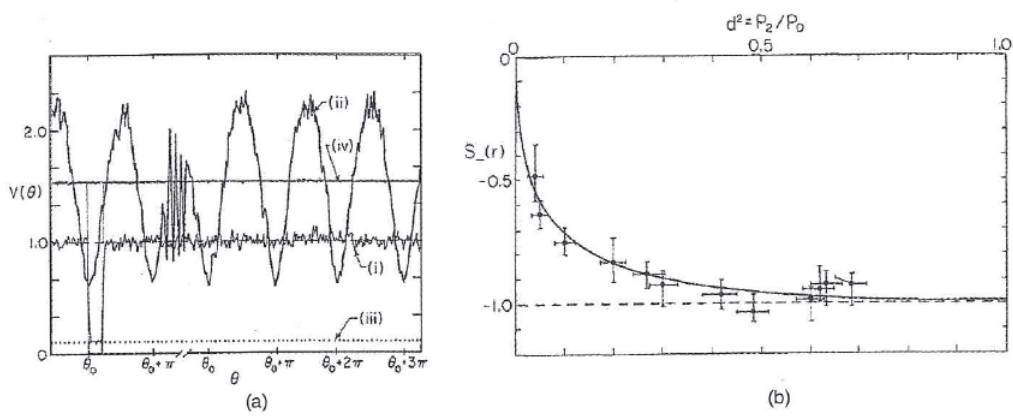 V(θ)
2.0
1.0
0
(ii)
(iv)
(i)
(iii)
θ₀
θ₀+π
θ₀
θ₀+π
θ₀+2π
θ₀+3π
θ
(a)
d²=P₂/P₀
0
0.5
1.0
0
S_(r)
-0.5
-1.0
(b)